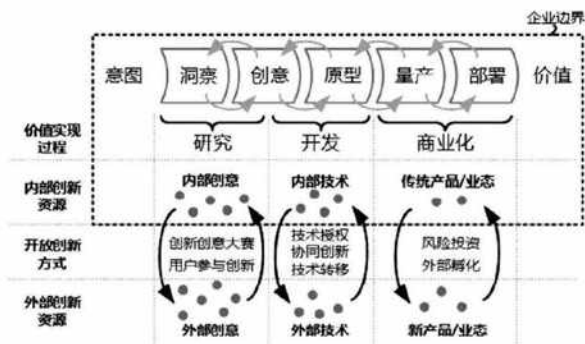 企业边界
意图 洞察 创意 原型 量产 部署 价值
价值实现
过程
研究 开发 商业化
内部创新
资源
内部创意 内部技术 传统产品/业态
开放创新
方式
创新创意大赛
用户参与创新
技术授权
协同创新
技术转移
风险投资
外部孵化
外部创新
资源
外部创意 外部技术 新产品/业态